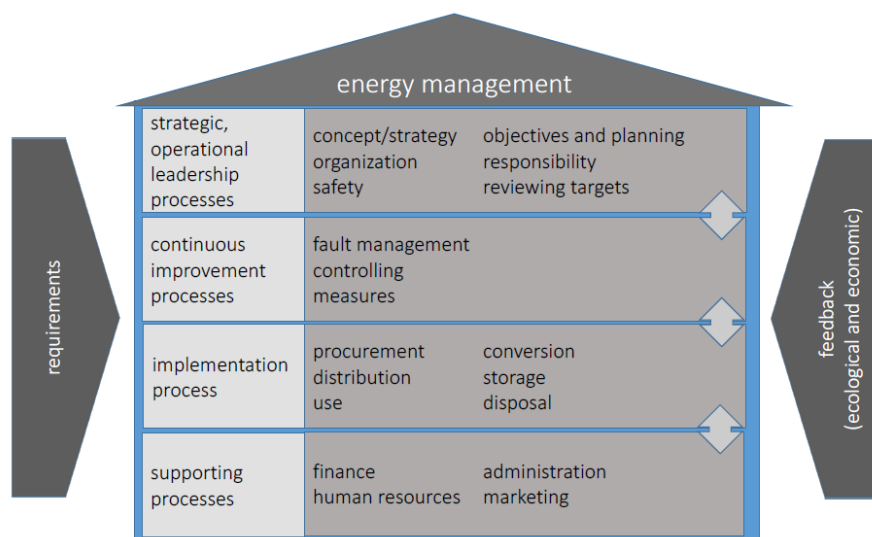 energy management
requirements
strategic,
operational
leadership
processes
concept/strategy
organization
safety
objectives and planning
responsibility
reviewing targets
continuous
improvement
processes
fault management
controlling
measures
implementation
process
procurement
distribution
use
conversion
storage
disposal
supporting
processes
finance
human resources
administration
marketing
feedback
(ecological and economic)